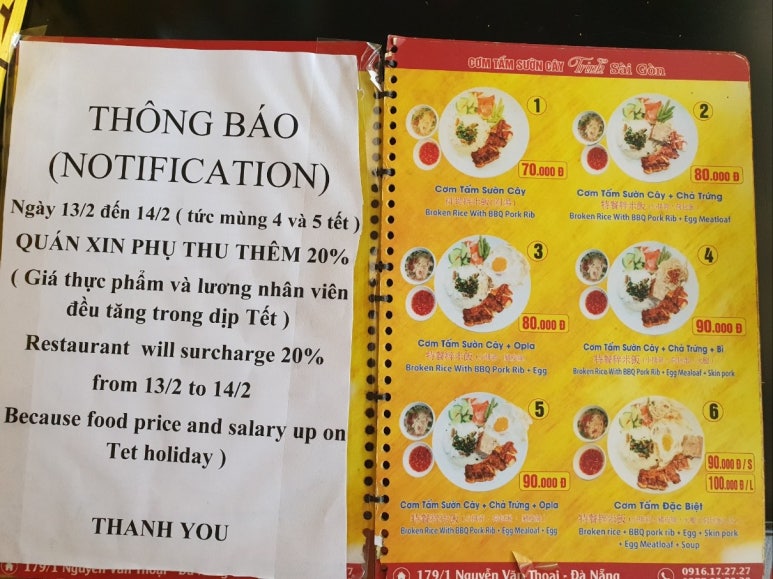 THÔNG BÁO
(NOTIFICATION)
Ngày 13/2 đến 14/2 ( tức mùng 4 và 5 tết )
QUÁN XIN PHỤ THU THÊM 20%
( Giá thực phẩm và lương nhân viên
đều tăng trong dịp Tết )
Restaurant will surcharge 20%
from 13/2 to 14/2
Because food price and salary up on
Tet holiday )
THANK YOU
179/1 Nguyễn Văn Thoại
CƠM TẤM SƯỜN CÂY Trinh Sài Gòn
1
70.000 Đ
Cơm Tấm Sườn Cây
Broken Rice With BBQ Pork Rib
2
80.000 Đ
Cơm Tấm Sườn Cây + Chả Trứng
Broken Rice With BBQ Pork Rib + Egg Meatloaf
3
80.000 Đ
Cơm Tấm Sườn Cây + Opla
Broken Rice With BBQ Pork Rib + Egg
4
90.000 Đ
Cơm Tấm Sườn Cây + Chả Trứng + Bì
Broken Rice With BBQ Pork Rib + Egg Mealoaf + Skin pork
5
90.000 Đ
Cơm Tấm Sườn Cây + Chả Trứng + Opla
Broken Rice With BBQ Pork Rib + Egg Meatloaf + Egg
6
90.000 Đ/S
100.000 Đ/L
Cơm Tấm Đặc Biệt
Broken rice + BBQ pork rib + Egg + Skin pork
+ Egg Meatloaf + Soup
179/1 Nguyễn Văn Thoại - Đà Nẵng
0916.17.27.27